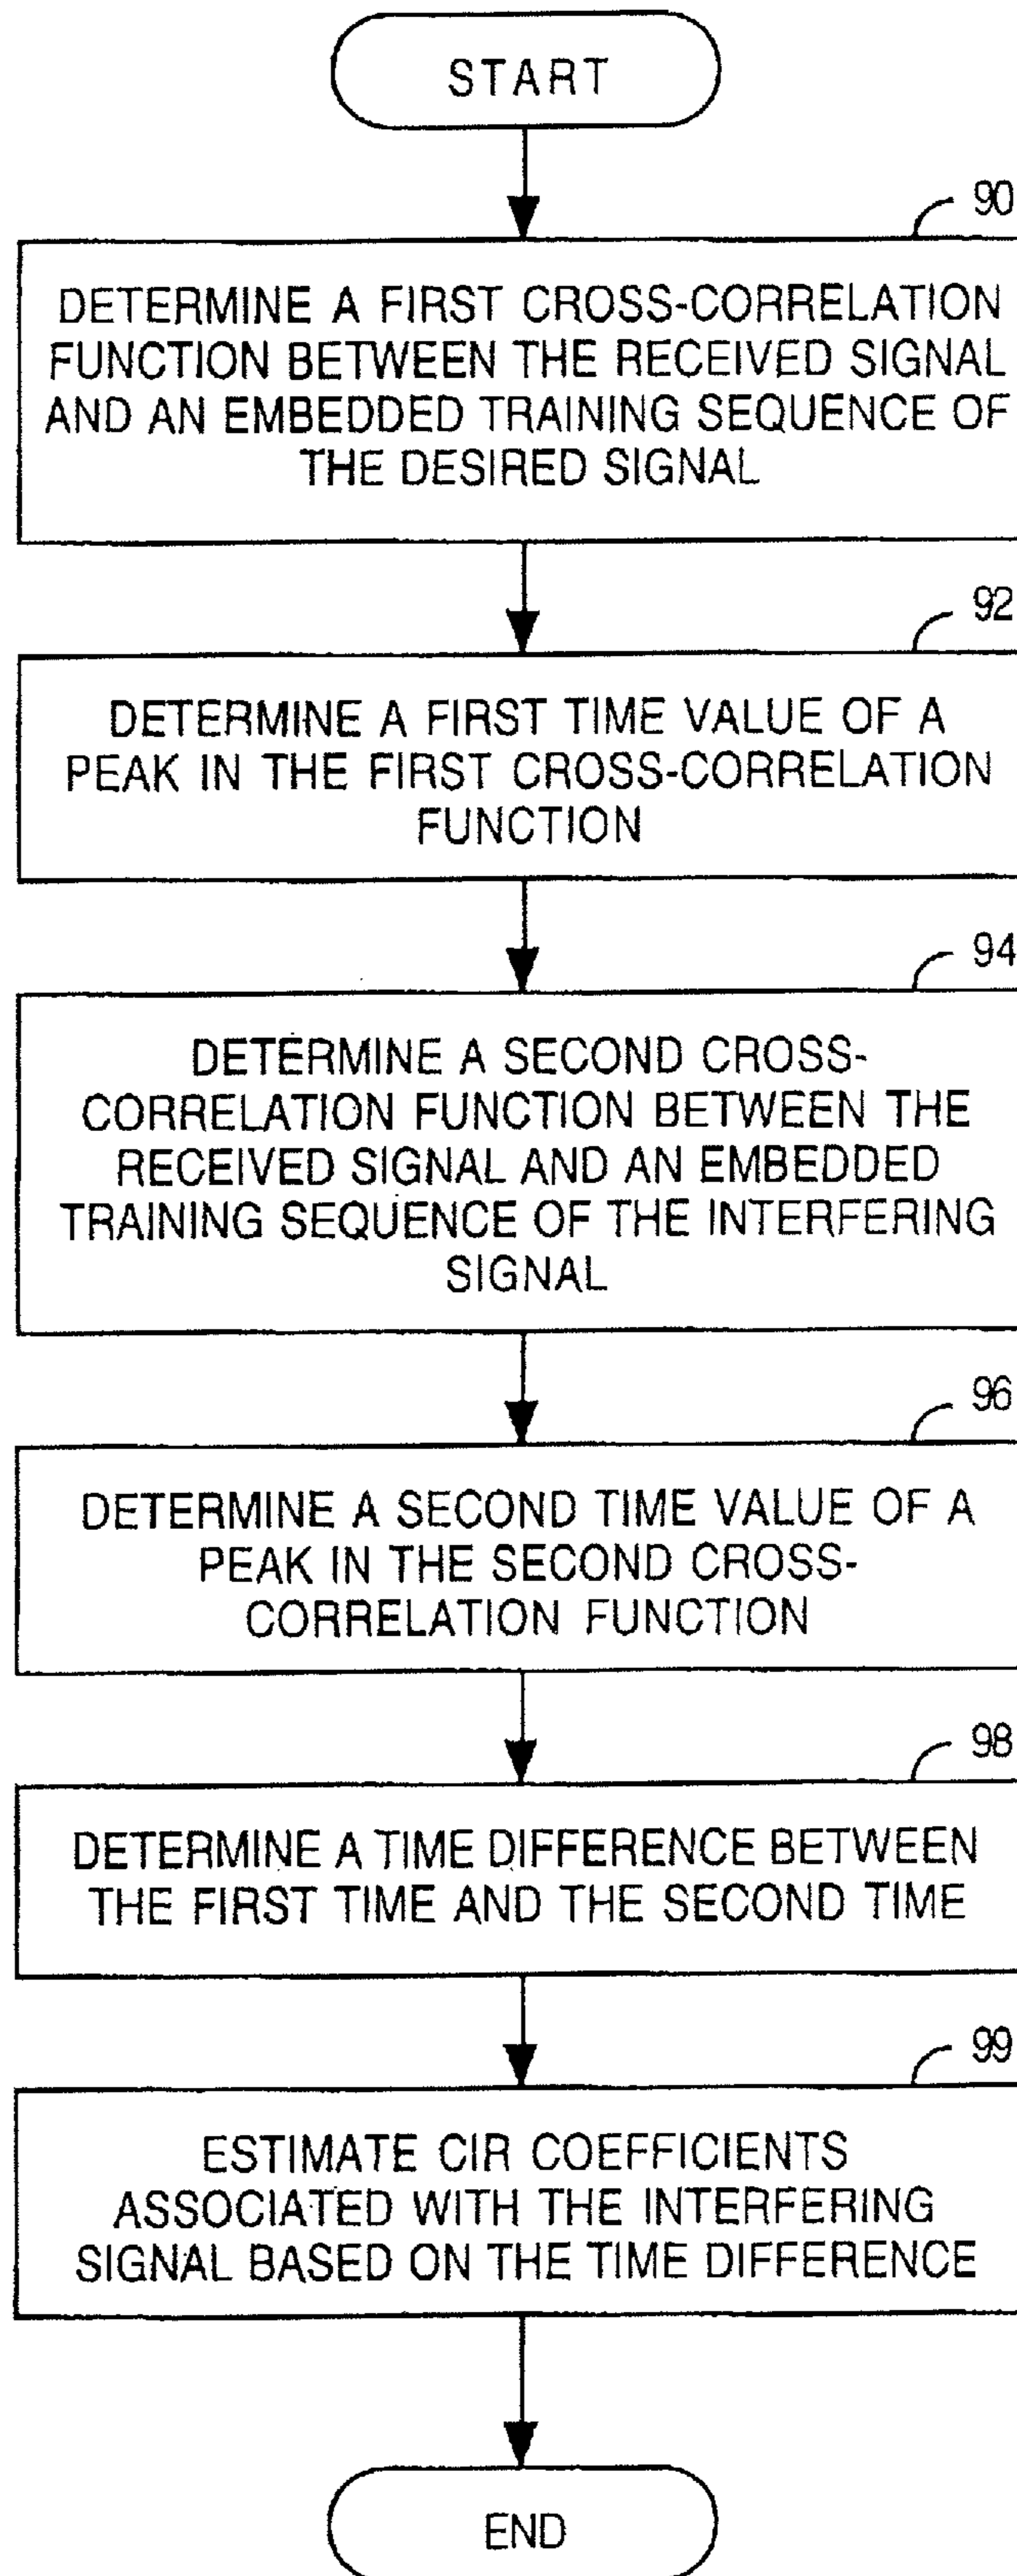 START
90
DETERMINE A FIRST CROSS-CORRELATION
FUNCTION BETWEEN THE RECEIVED SIGNAL
AND AN EMBEDDED TRAINING SEQUENCE OF
THE DESIRED SIGNAL
92
DETERMINE A FIRST TIME VALUE OF A
PEAK IN THE FIRST CROSS-CORRELATION
FUNCTION
94
DETERMINE A SECOND CROSS-
CORRELATION FUNCTION BETWEEN THE
RECEIVED SIGNAL AND AN EMBEDDED
TRAINING SEQUENCE OF THE INTERFERING
SIGNAL
96
DETERMINE A SECOND TIME VALUE OF A
PEAK IN THE SECOND CROSS-
CORRELATION FUNCTION
98
DETERMINE A TIME DIFFERENCE BETWEEN
THE FIRST TIME AND THE SECOND TIME
99
ESTIMATE CIR COEFFICIENTS
ASSOCIATED WITH THE INTERFERING
SIGNAL BASED ON THE TIME DIFFERENCE
END